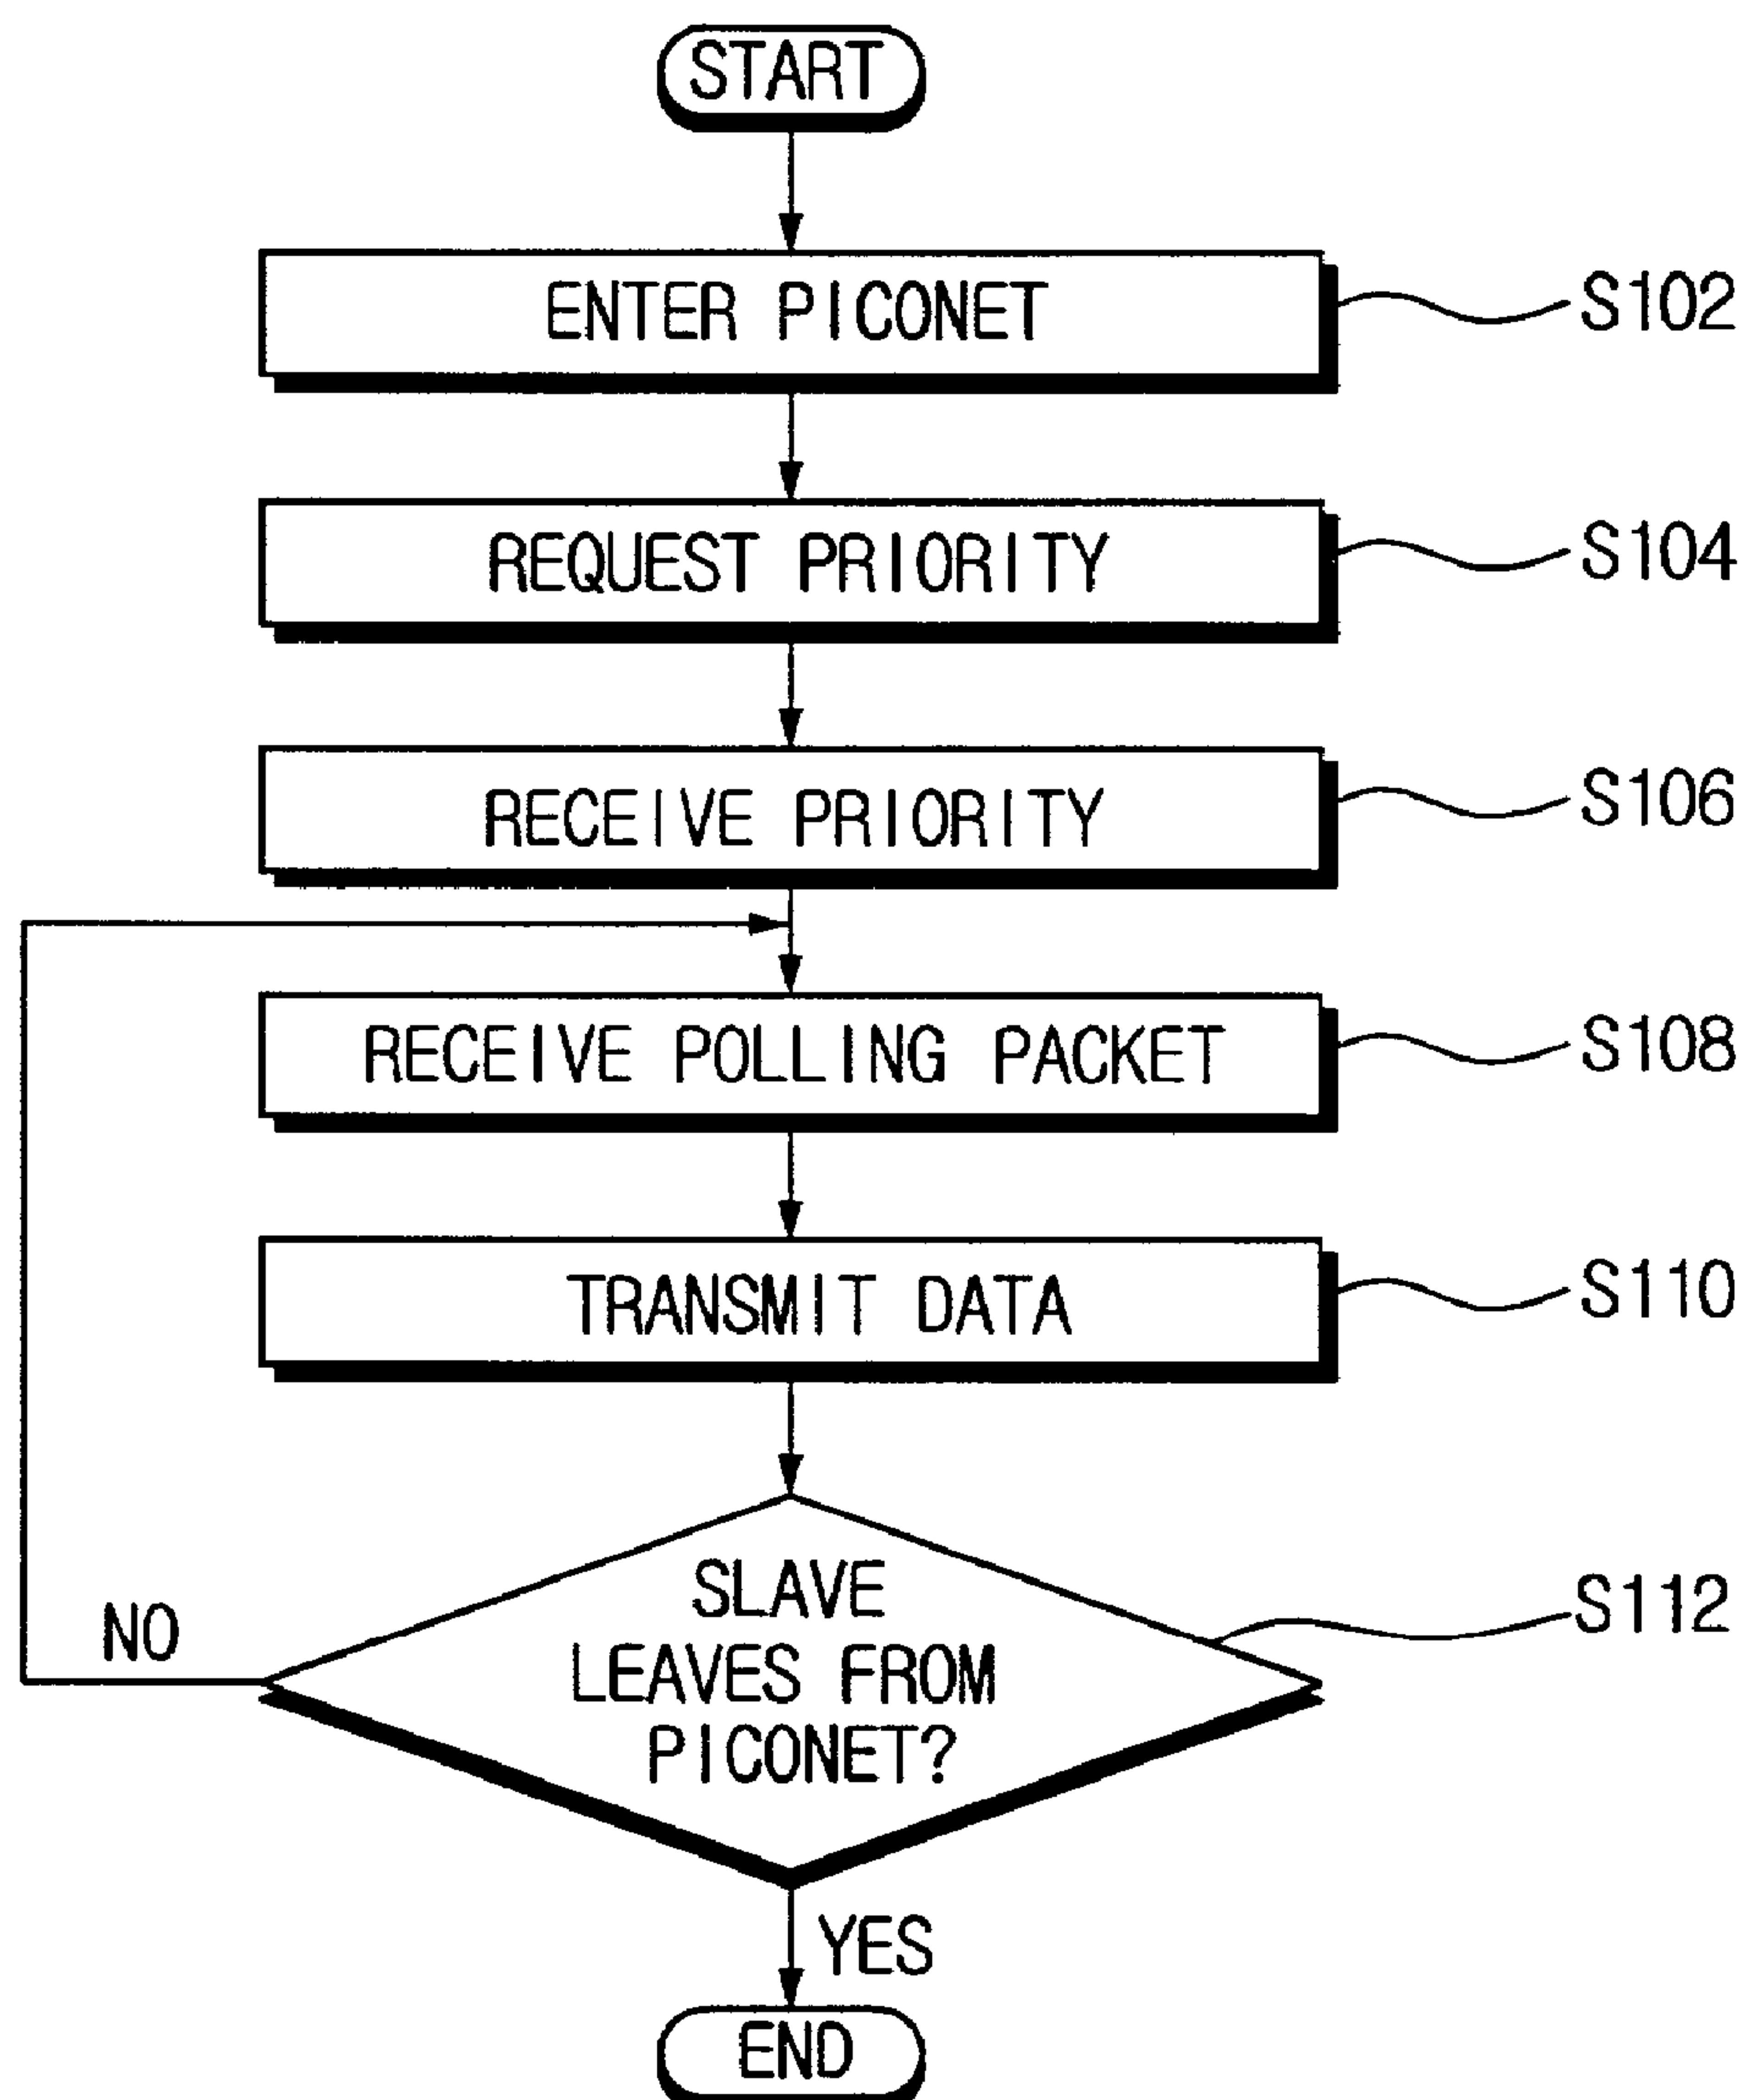 START
ENTER PICONET
S102
REQUEST PRIORITY
S104
RECEIVE PRIORITY
S106
RECEIVE POLLING PACKET
S108
TRANSMIT DATA
S110
SLAVE
LEAVES FROM
PICONET?
S112
NO
YES
END